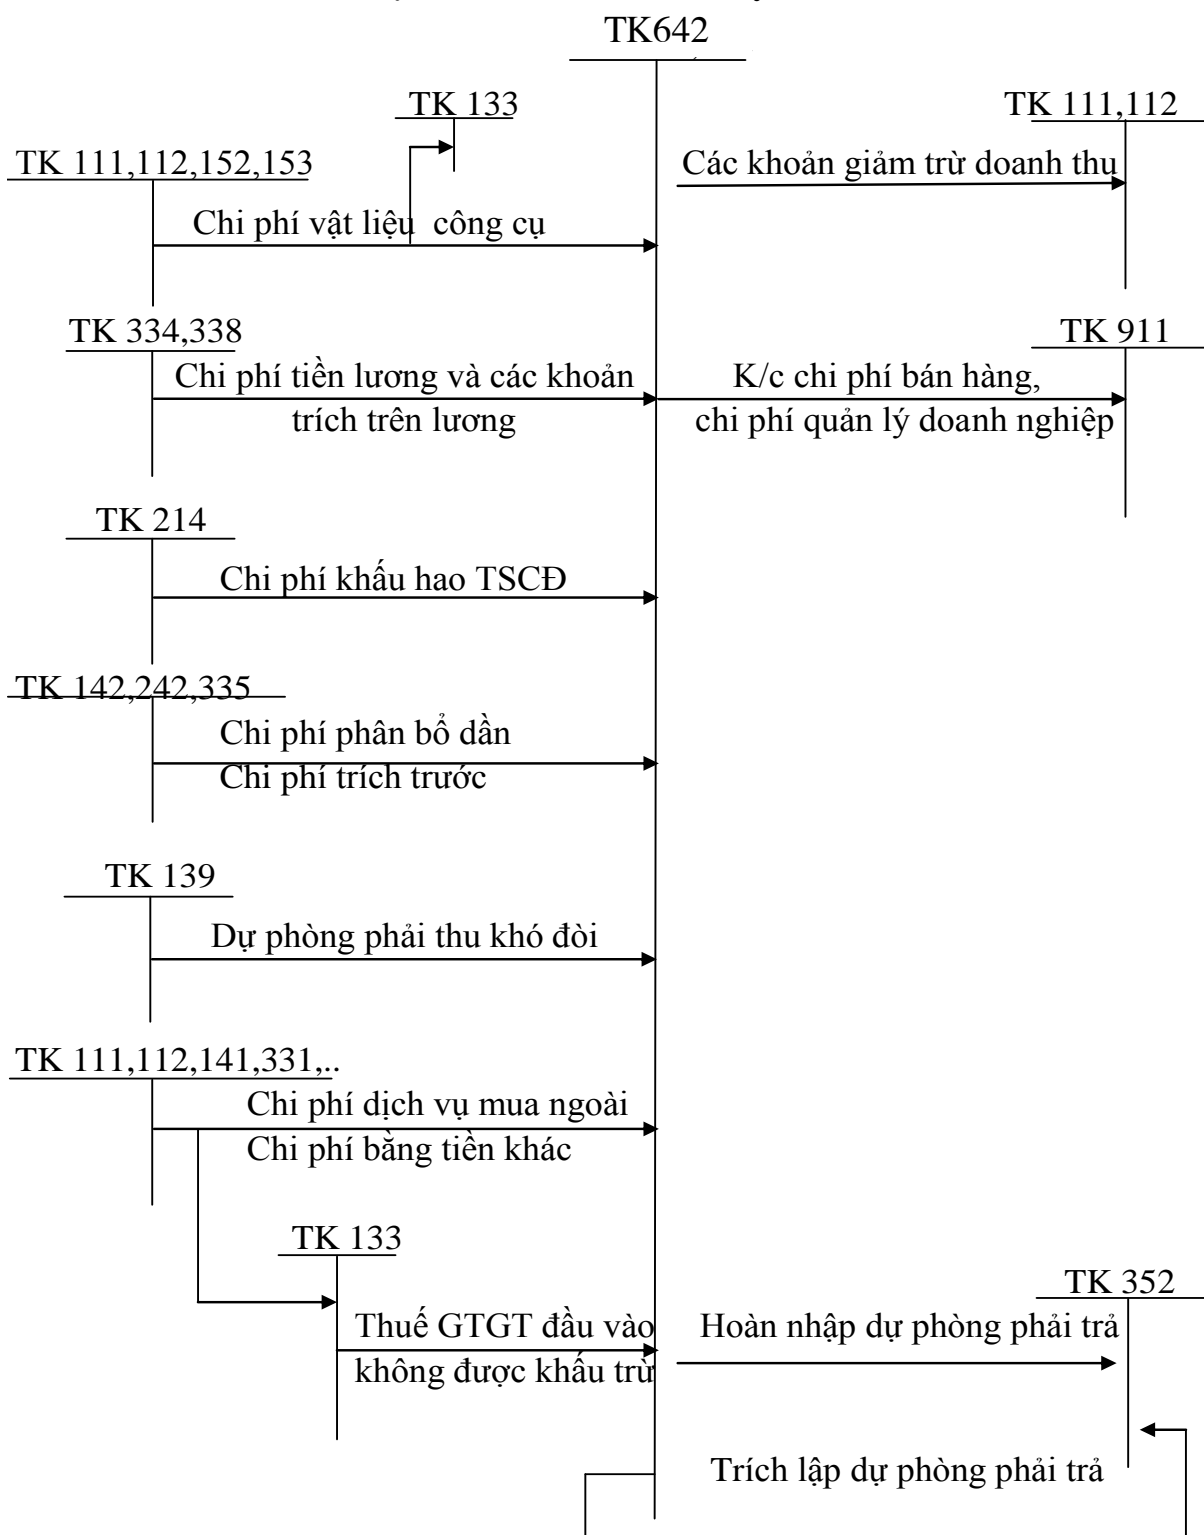 TK642
TK 133
TK 111,112
TK 111,112,152,153
Các khoản giảm trừ doanh thu
Chi phí vật liệu công cụ
TK 334,338
TK 911
Chi phí tiền lương và các khoản
trích trên lương
K/c chi phí bán hàng,
chi phí quản lý doanh nghiệp
TK 214
Chi phí khấu hao TSCĐ
TK 142,242,335
Chi phí phân bổ dần
Chi phí trích trước
TK 139
Dự phòng phải thu khó đòi
TK 111,112,141,331,..
Chi phí dịch vụ mua ngoài
Chi phí bằng tiền khác
TK 133
TK 352
Thuế GTGT đầu vào
không được khấu trừ
Hoàn nhập dự phòng phải trả
Trích lập dự phòng phải trả